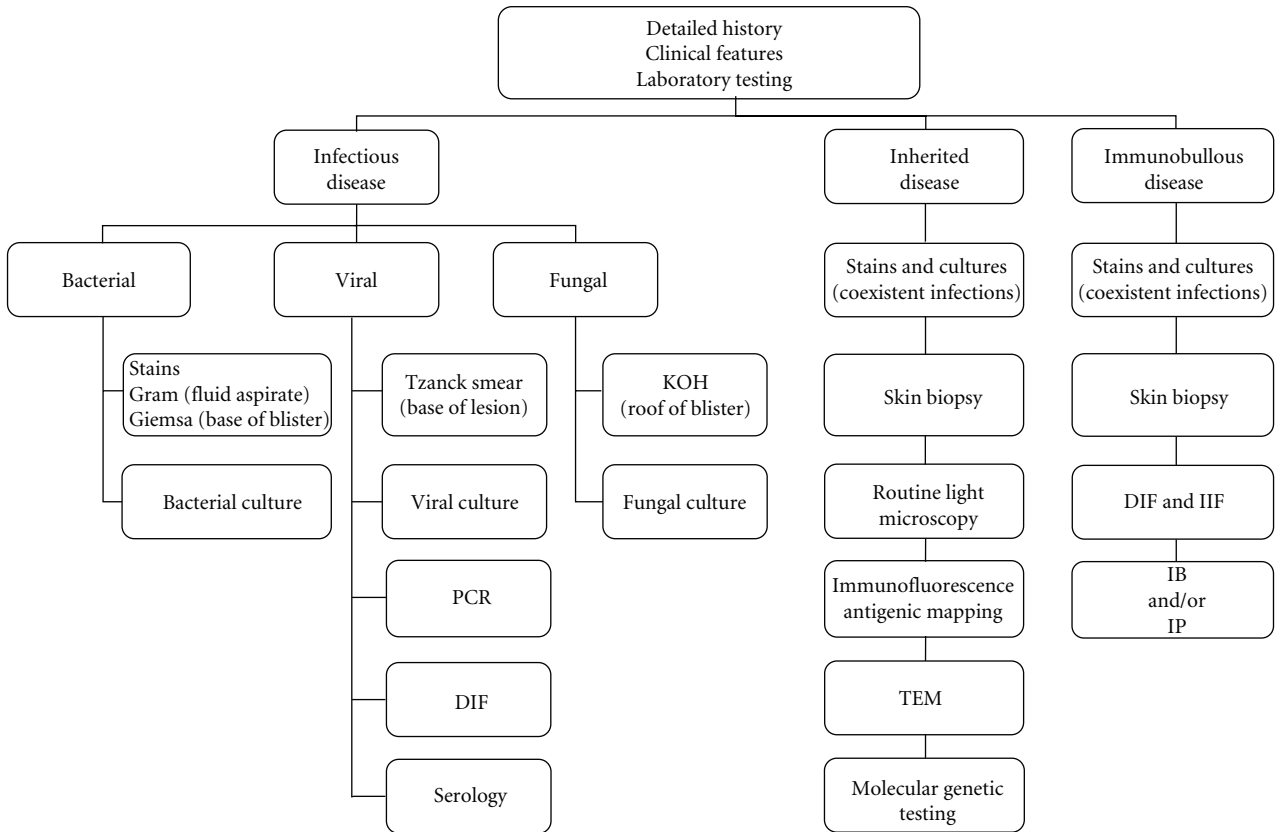 Detailed history
Clinical features
Laboratory testing
Infectious
disease
Inherited
disease
Immunobullous
disease
Bacterial
Viral
Fungal
Stains and cultures
(coexistent infections)
Stains and cultures
(coexistent infections)
Stains
Gram (fluid aspirate)
Giemsa (base of blister)
Tzanck smear
(base of lesion)
KOH
(roof of blister)
Skin biopsy
Skin biopsy
Bacterial culture
Viral culture
Fungal culture
Routine light
microscopy
DIF and IIF
PCR
Immunofluorescence
antigenic mapping
IB
and/or
IP
DIF
TEM
Serology
Molecular genetic
testing